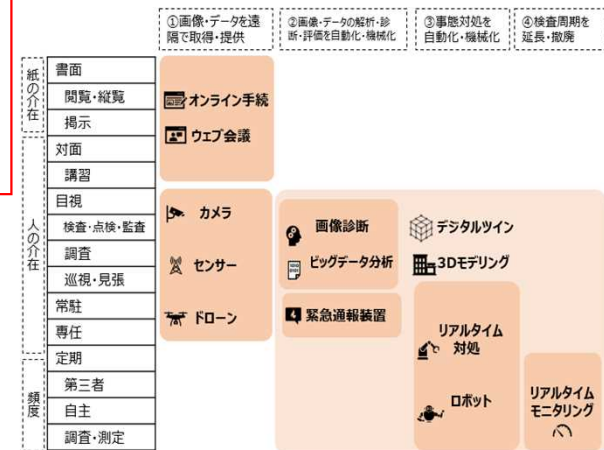 ①画像・データを遠
隔で取得・提供
②画像・データの解析・診
断・評価を自動化・機械化
③事態対処を
自動化・機械化
④検査周期を
延長・撤廃
紙の介在
書面
閲覧・縦覧
掲示
人の介在
対面
講習
目視
検査・点検・監査
調査
巡視・見張
常駐
専任
頻度
定期
第三者
自主
調査・測定
オンライン手続
ウェブ会議
カメラ
センサー
ドローン
画像診断
ビッグデータ分析
緊急通報装置
デジタルツイン
3Dモデリング
リアルタイム
対処
ロボット
リアルタイム
モニタリング